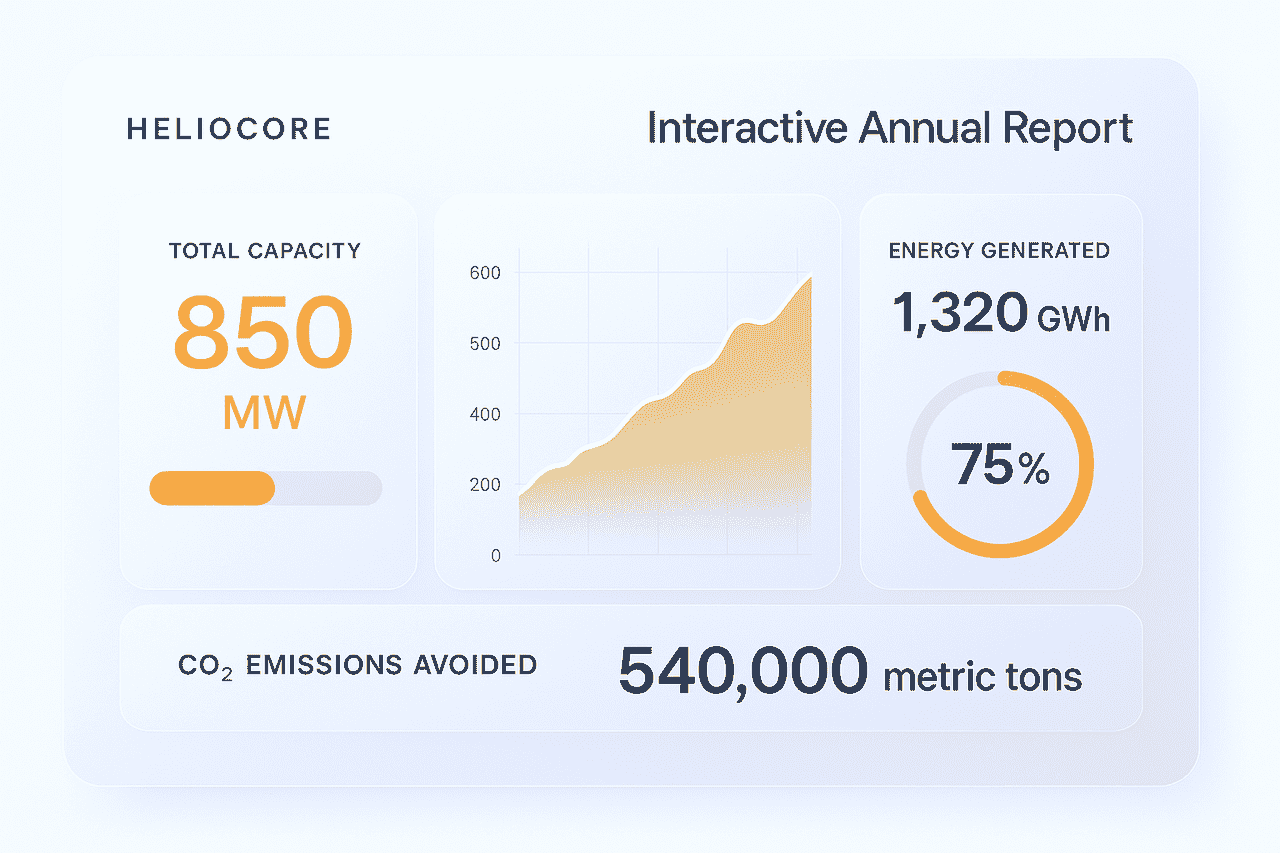 HELIOCORE
Interactive Annual Report
TOTAL CAPACITY
850
MW
600
500
400
200
0
ENERGY GENERATED
1,320 GWh
75%
CO₂ EMISSIONS AVOIDED
540,000 metric tons